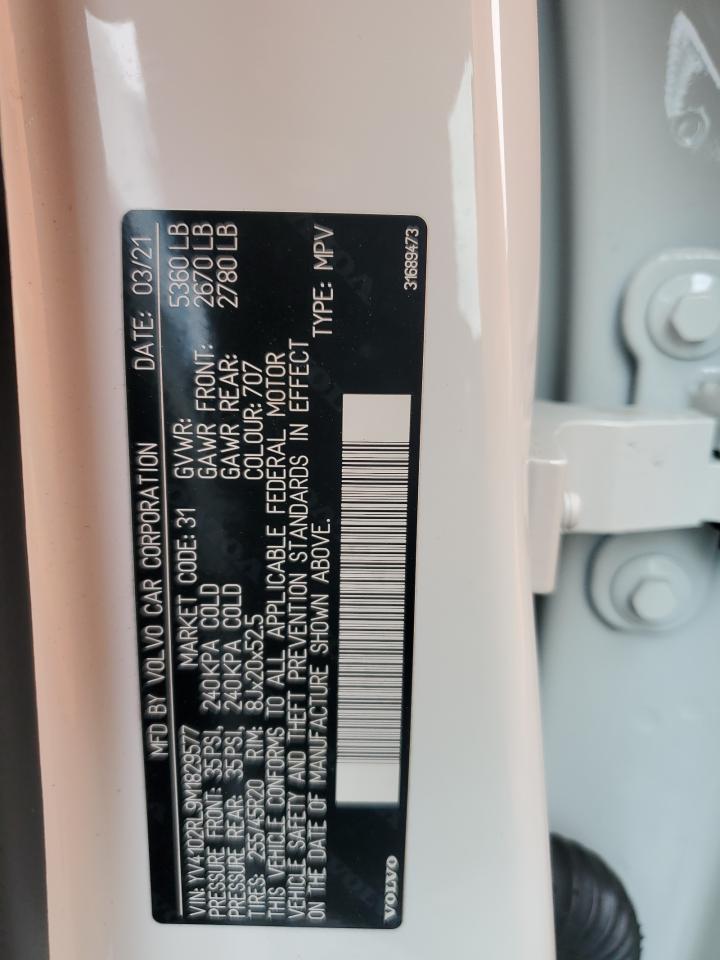 MFD BY VOLVO CAR CORPORATION DATE: 03/21
VIN: YV4102RL9M1829577 MARKET CODE: 31 GVWR: 5360 LB
PRESSURE FRONT: 35PSI, 240KPA COLD GAWR FRONT: 2670 LB
PRESSURE REAR: 35PSI, 240KPA COLD GAWR REAR: 2780 LB
TIRES: 255/45R20 RIM: 8Jx20x52.5 COLOUR: 707
THIS VEHICLE CONFORMS TO ALL APPLICABLE FEDERAL MOTOR
VEHICLE SAFETY AND THEFT PREVENTION STANDARDS IN EFFECT
ON THE DATE OF MANUFACTURE SHOWN ABOVE. TYPE: MPV
VOLVO 31689473